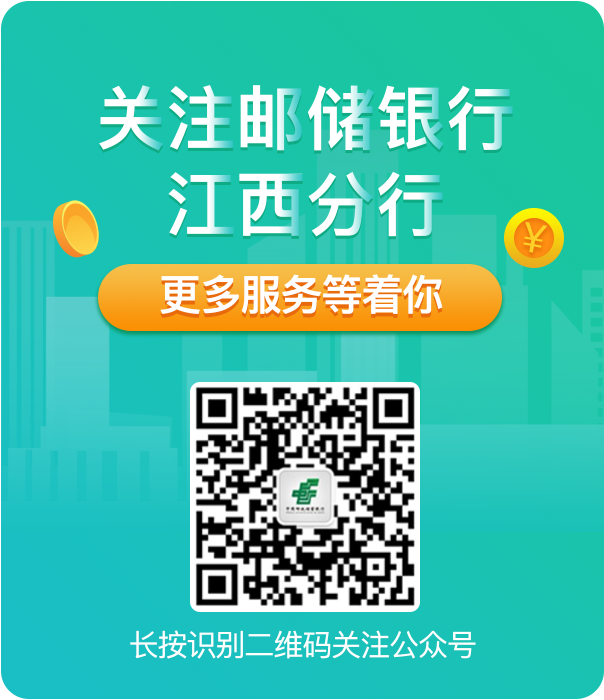 关注邮储银行
江西分行
更多服务等着你
长按识别二维码关注公众号